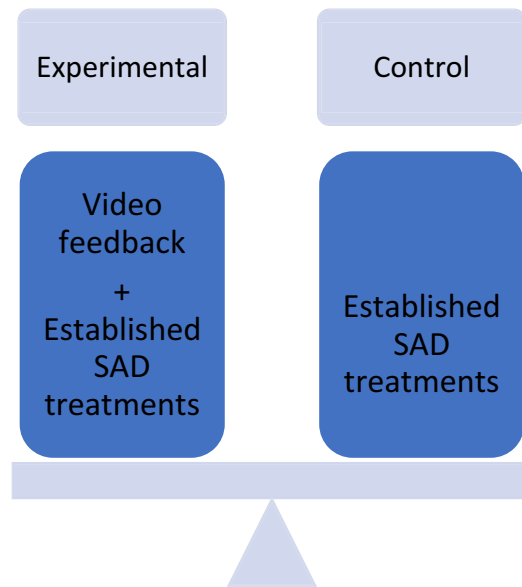 Experimental
Control
Video
feedback
+
Established
SAD
treatments
Established
SAD
treatments